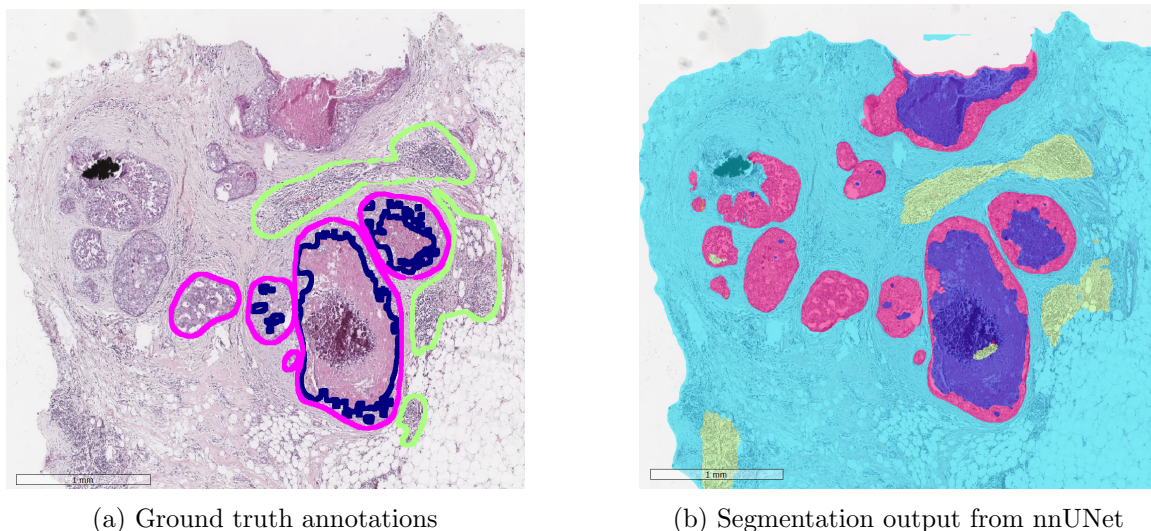 1 mm
1 mm
(a) Ground truth annotations
(b) Segmentation output from nnUNet